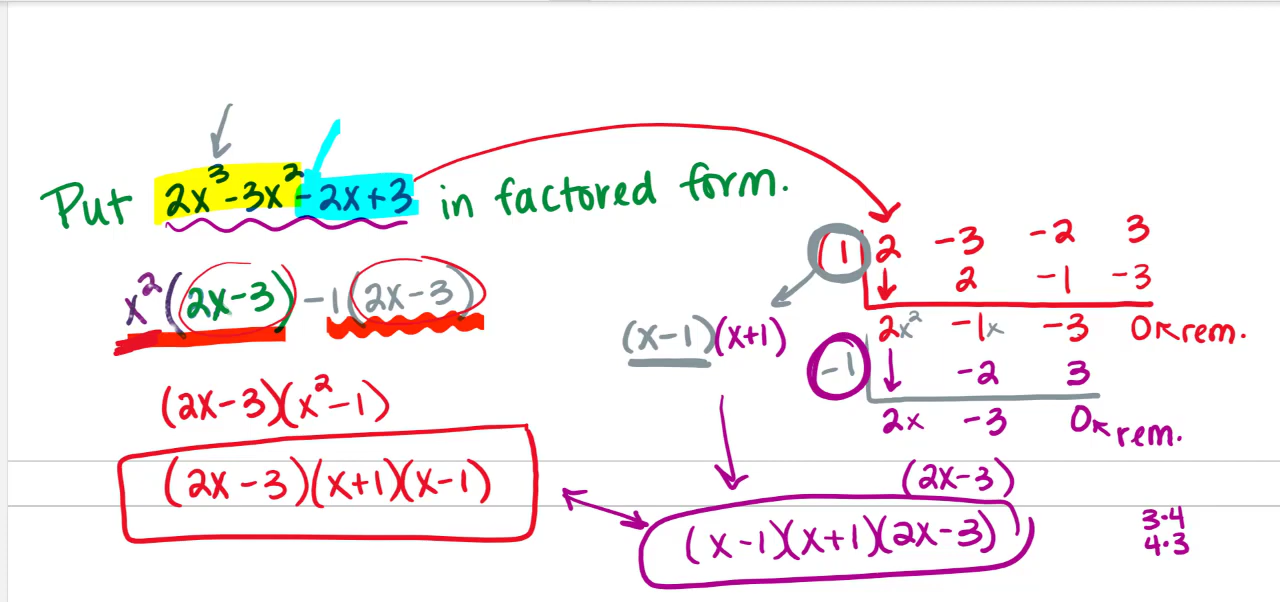 Put 2x³-3x²-2x+3 in factored form.
x²(2x-3)-1(2x-3)
(2x-3)(x²-1)
(2x-3)(x+1)(x-1)
1 2 -3 -2 3
2 -1 -3
2x² -1x -3 0 rem.
(x-1)(x+1)
-1 -2 3
2x -3 0 rem.
(2x-3)
(x-1)(x+1)(2x-3)
3·4
4·3